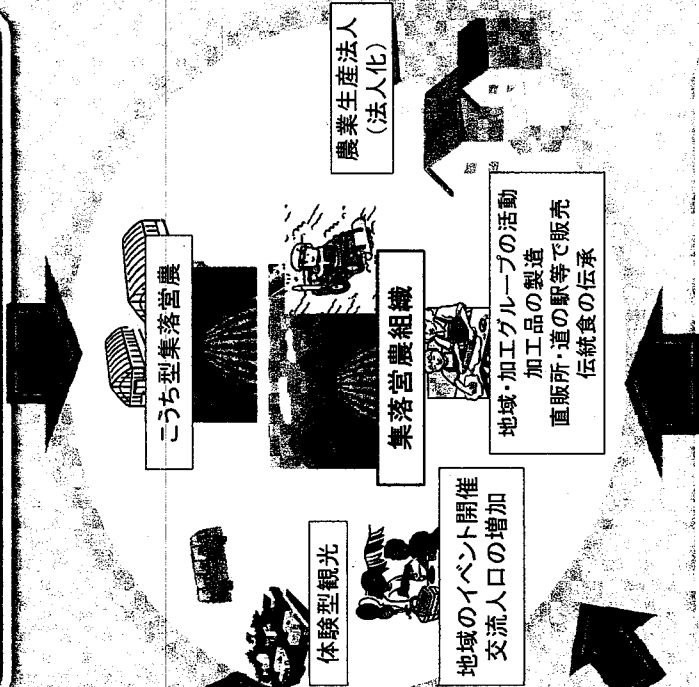 こうち型集落営農
農業生産法人
(法人化)
集落営農組織
体験型観光
地域・加工グループの活動
加工品の製造
直販所・道の駅等で販売
伝統食の伝承
地域のイベント開催
交流人口の増加